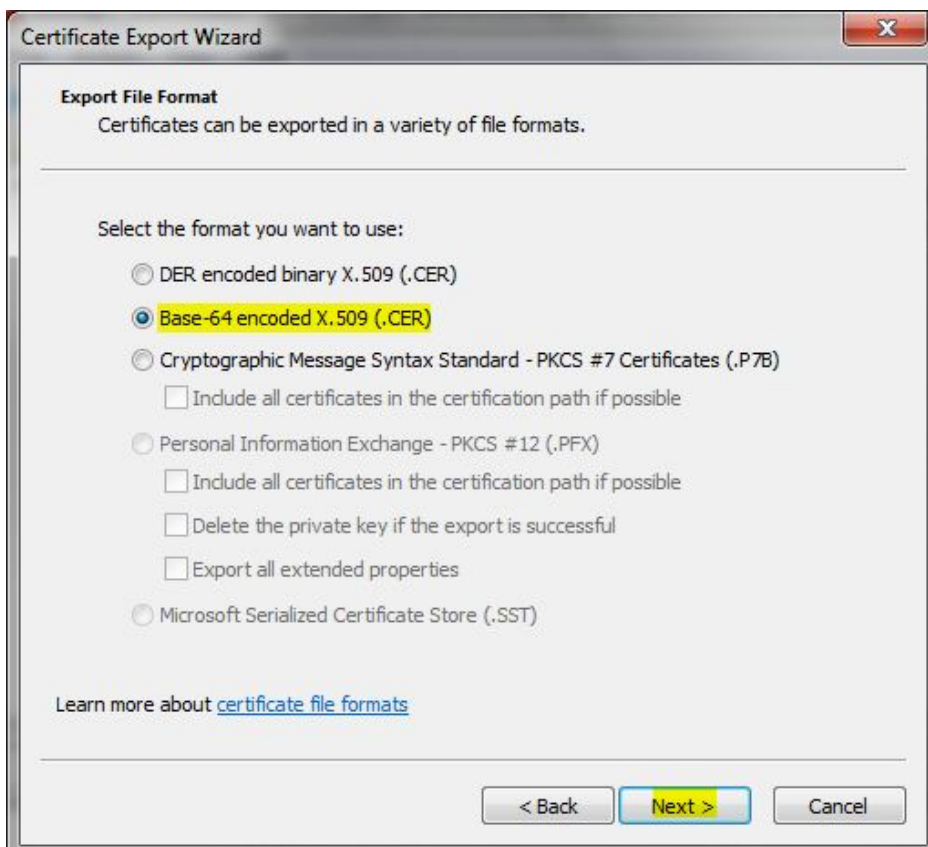 Certificate Export Wizard
Export File Format
Certificates can be exported in a variety of file formats.
Select the format you want to use:
DER encoded binary X.509 (.CER)
Base-64 encoded X.509 (.CER)
Cryptographic Message Syntax Standard - PKCS #7 Certificates (.P7B)
Include all certificates in the certification path if possible
Personal Information Exchange - PKCS #12 (.PFX)
Include all certificates in the certification path if possible
Delete the private key if the export is successful
Export all extended properties
Microsoft Serialized Certificate Store (.SST)
Learn more about certificate file formats
< Back Next > Cancel